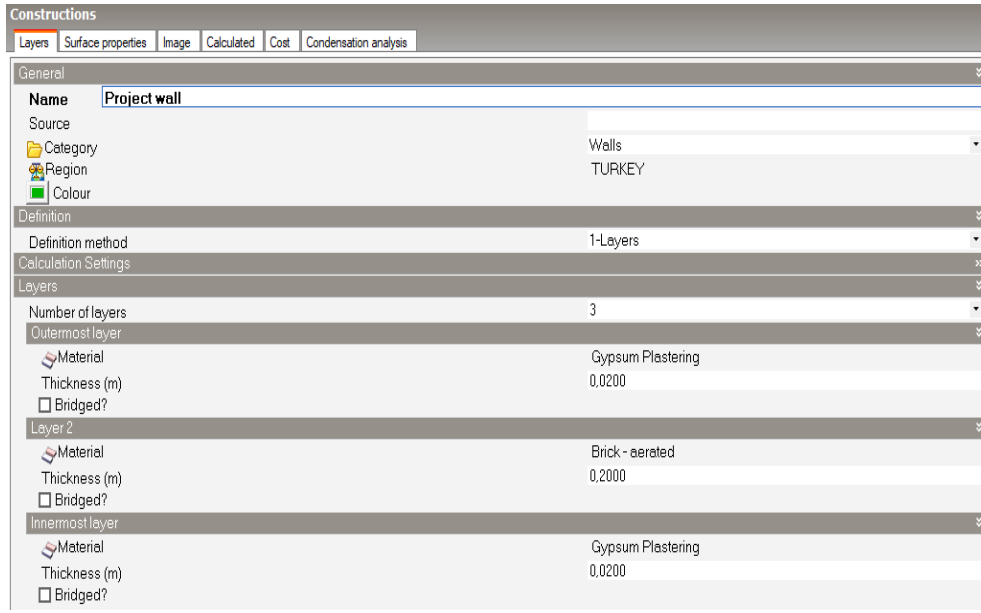 Constructions
Layers Surface properties Image Calculated Cost Condensation analysis
General
Name Project wall
Source
Category Walls
Region TURKEY
Colour
Definition
Definition method 1-Layers
Calculation Settings
Layers
Number of layers 3
Outermost layer
Material Gypsum Plastering
Thickness (m) 0,0200
Bridged?
Layer 2
Material Brick - aerated
Thickness (m) 0,2000
Bridged?
Innermost layer
Material Gypsum Plastering
Thickness (m) 0,0200
Bridged?